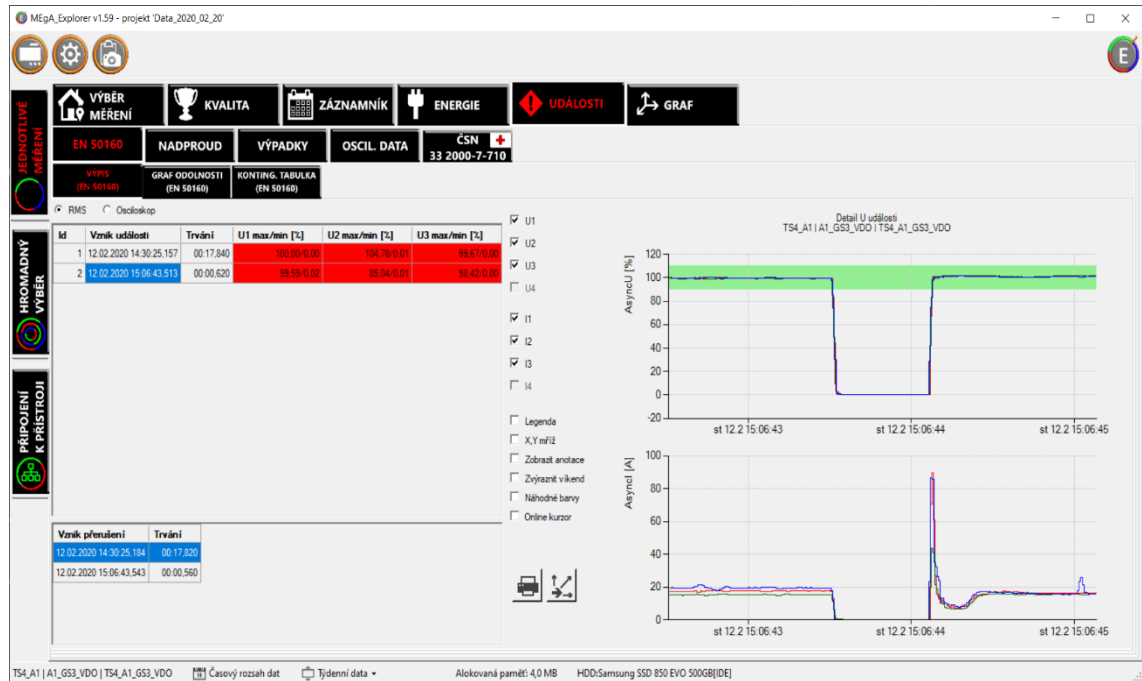 MEgA_Explorer v1.59 - projekt 'Data_2020_02_20'
JEDNOTLIVÉ MĚŘENÍ
HROMADNÝ VÝBĚR
PŘIPOJENÍ K PŘÍSTROJI
VÝBĚR MĚŘENÍ
KVALITA
ZÁZNAMNÍK
ENERGIE
UDÁLOSTI
GRAF
EN 50160
NADPROUD
VÝPADKY
OSCIL. DATA
ČSN 33 2000-7-710
VÝPIS (EN 50160)
GRAF ODOLNOSTI (EN 50160)
KONTING. TABULKA (EN 50160)
RMS Osciloskop
Id Vznik události Trvání U1 max/min [%] U2 max/min [%] U3 max/min [%]
1 12.02.2020 14:30:25,157 00:17,840 100,00/0,00 104,78/0,01 99,67/0,00
2 12.02.2020 15:06:43,513 00:00,620 99,59/0,02 85,04/0,01 98,42/0,00
Vznik přerušení Trvání
12.02.2020 14:30:25,184 00:17,820
12.02.2020 15:06:43,543 00:00,560
U1
U2
U3
U4
I1
I2
I3
I4
Legenda
X,Y mříž
Zobrazit anotace
Zvýraznit víkend
Náhodné barvy
Online kurzor
Detail U události
TS4_A1 | A1_GS3_VDO | TS4_A1_GS3_VDO
AsyncU [%]
120
100
80
60
40
20
0
-20
st 12.2 15:06:43 st 12.2 15:06:44 st 12.2 15:06:45
AsyncI [A]
100
80
60
40
20
0
st 12.2 15:06:43 st 12.2 15:06:44 st 12.2 15:06:45
TS4_A1 | A1_GS3_VDO | TS4_A1_GS3_VDO Časový rozsah dat Týdenní data Alokovaná paměť: 4,0 MB HDD:Samsung SSD 850 EVO 500GB[IDE]